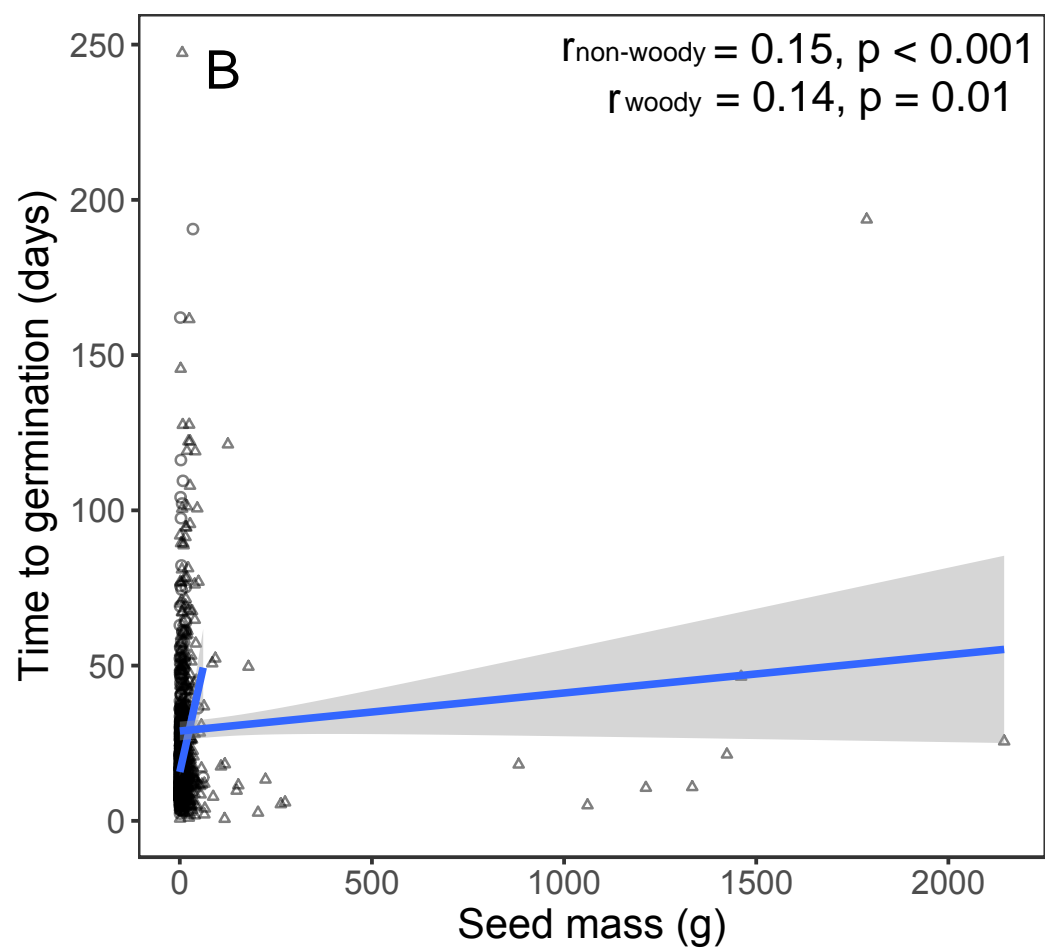 B
rnon-woody = 0.15, p < 0.001
r woody = 0.14, p = 0.01
Time to germination (days)
250
200
150
100
50
0
0 500 1000 1500 2000
Seed mass (g)